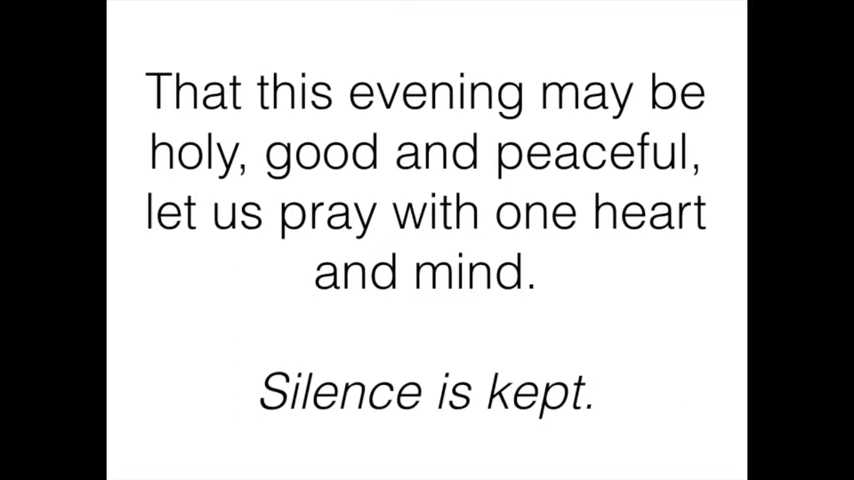 That this evening may be
holy, good and peaceful,
let us pray with one heart
and mind.
Silence is kept.